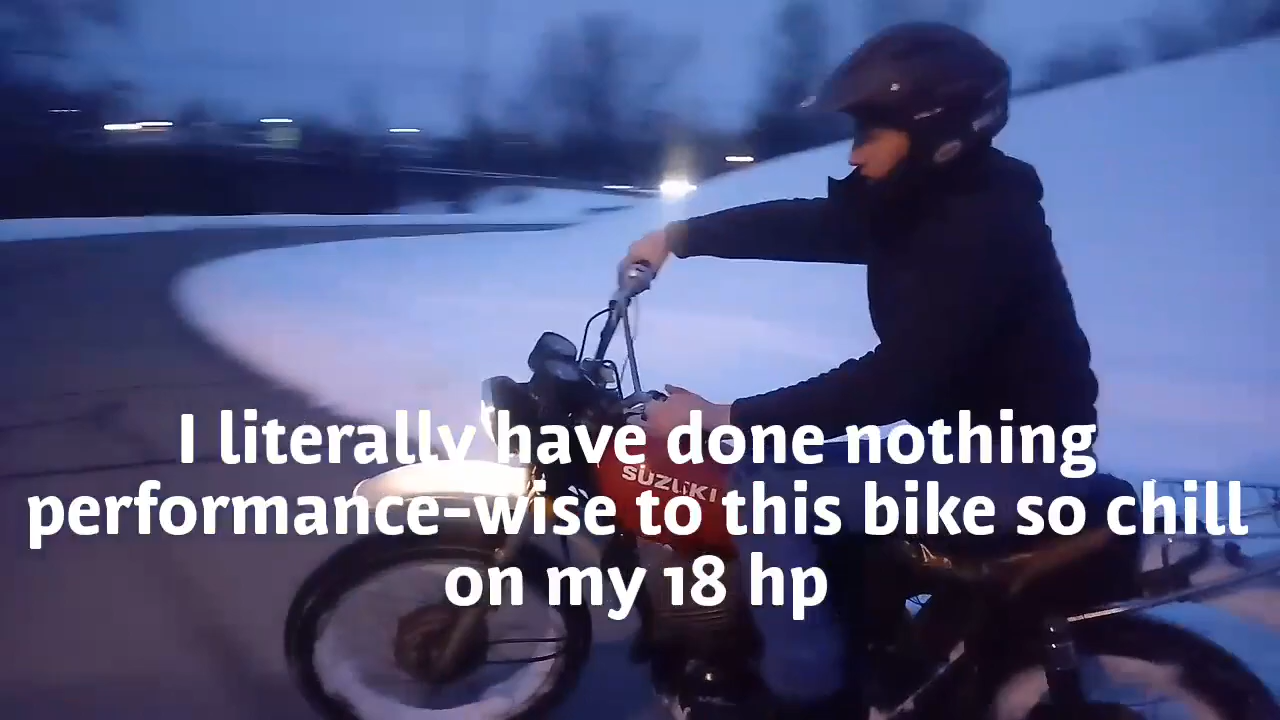 I literally have done nothing
SUZUKI
performance-wise to this bike so chill
on my 18 hp